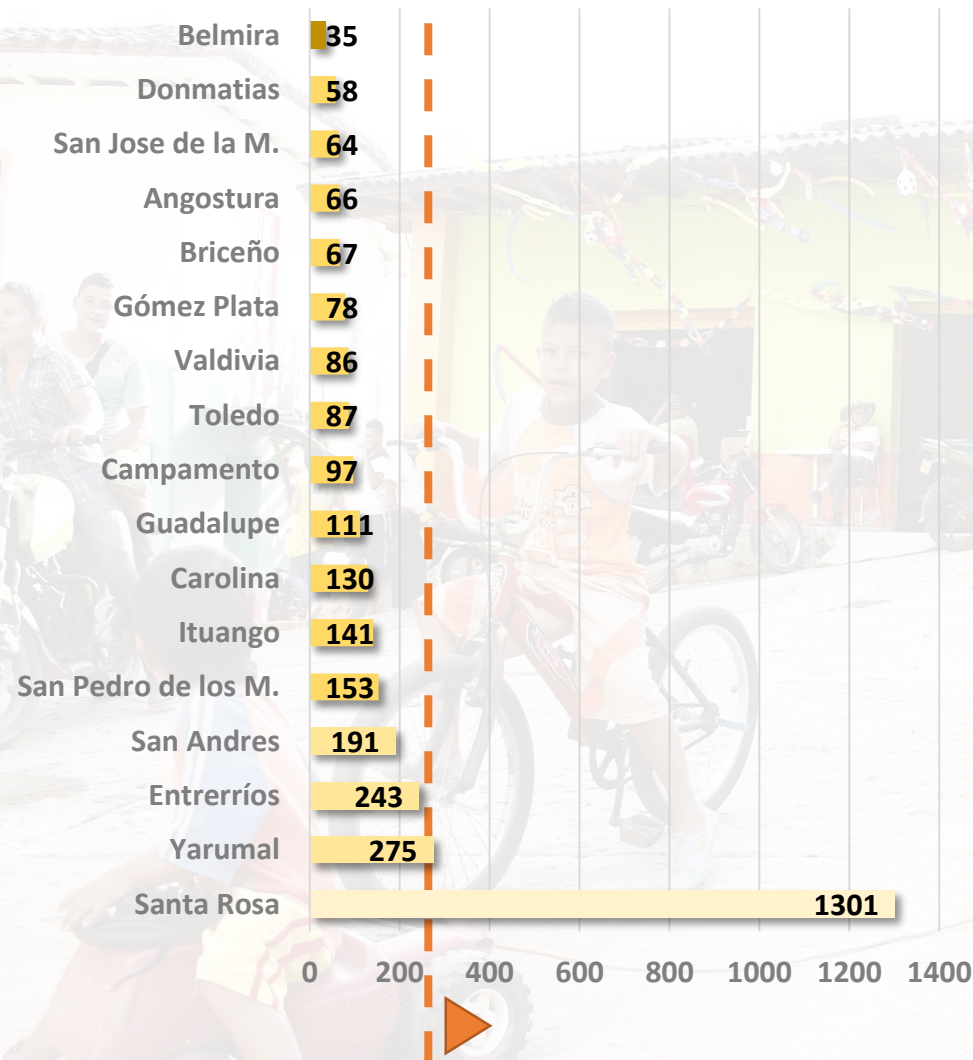 Belmira 35
Donmatias 58
San Jose de la M. 64
Angostura 66
Briceño 67
Gómez Plata 78
Valdivia 86
Toledo 87
Campamento 97
Guadalupe 111
Carolina 130
Ituango 141
San Pedro de los M. 153
San Andres 191
Entrerríos 243
Yarumal 275
Santa Rosa 1301
0 200 400 600 800 1000 1200 1400